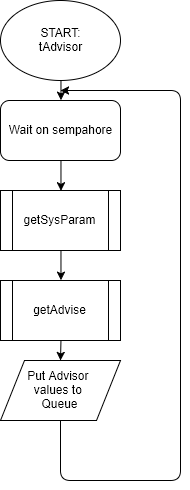 START:
tAdvisor
Wait on sempahore
getSysParam
getAdvise
Put Advisor
values to
Queue